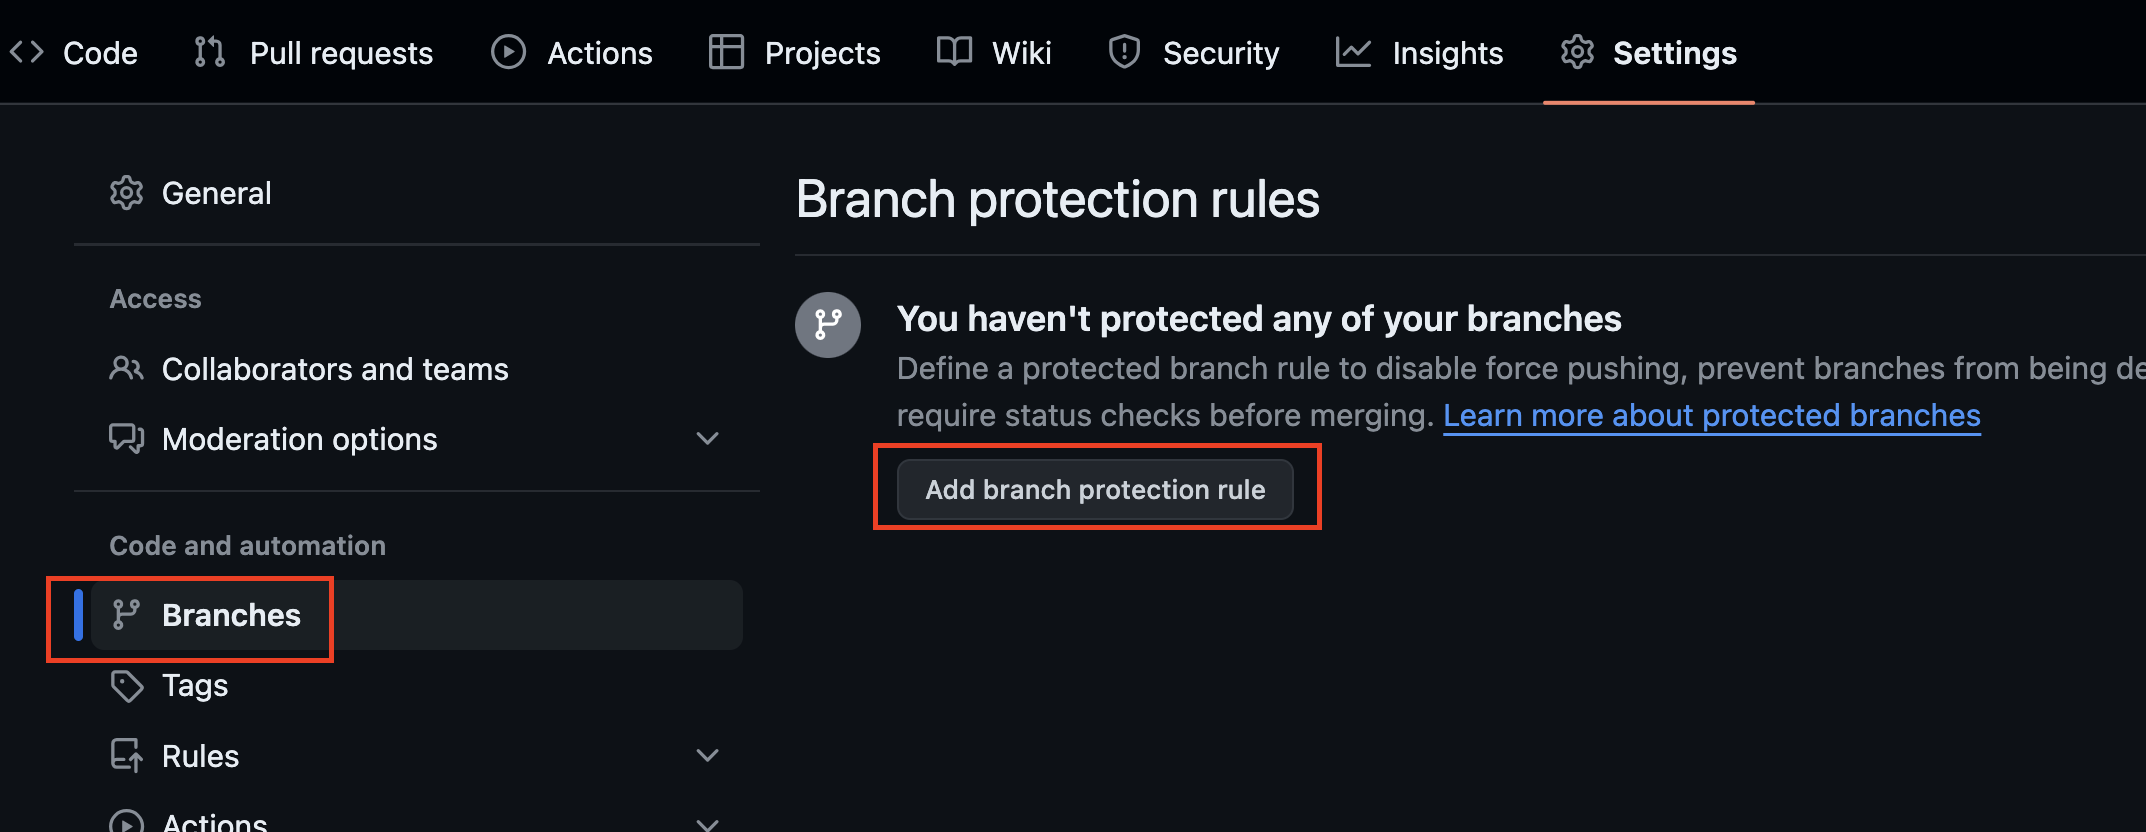 Code Pull requests Actions Projects Wiki Security Insights Settings
General
Access
Collaborators and teams
Moderation options
Code and automation
Branches
Tags
Rules
Actions
Branch protection rules
You haven't protected any of your branches
Define a protected branch rule to disable force pushing, prevent branches from being de
require status checks before merging. Learn more about protected branches
Add branch protection rule